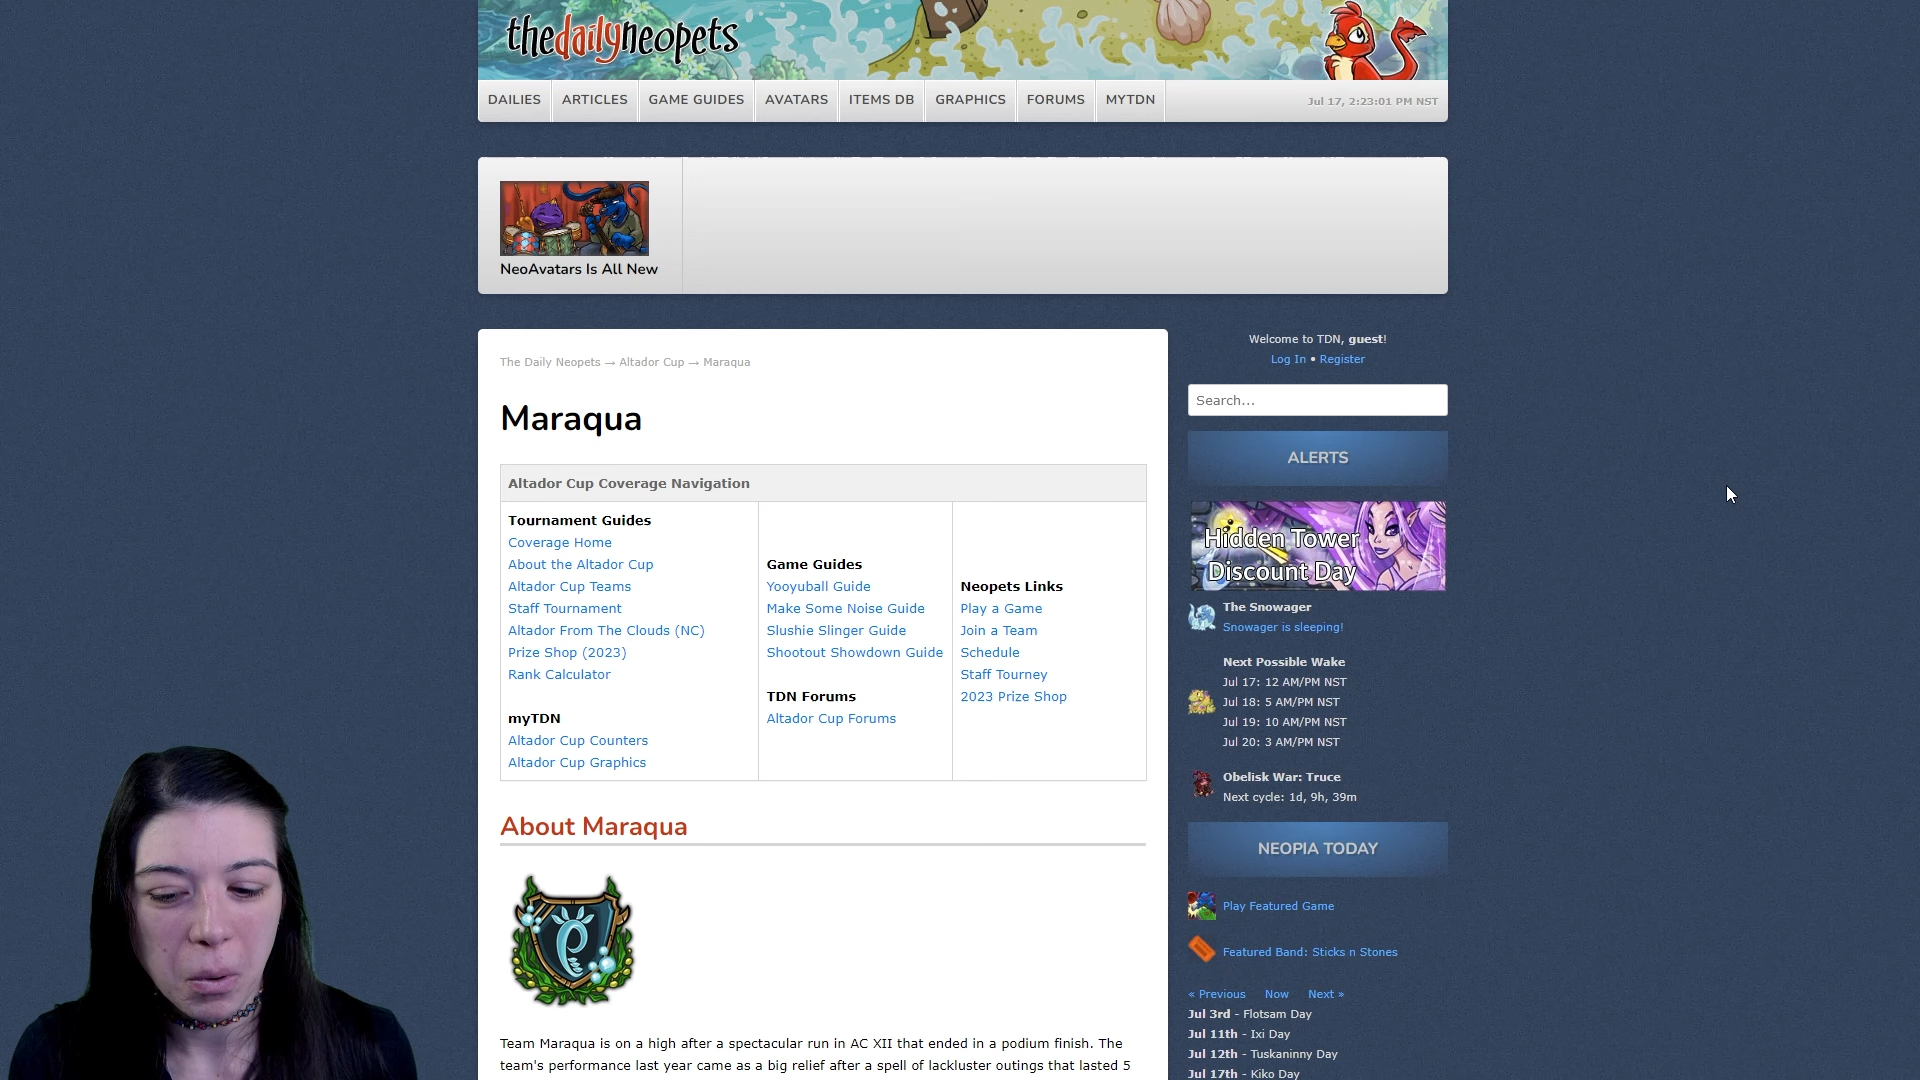 thedailyneopets
DAILIES
ARTICLES
GAME GUIDES
AVATARS
ITEMS DB
GRAPHICS
FORUMS
MYTDN
Jul 17, 2:23:01 PM NST
NeoAvatars Is All New
The Daily Neopets → Altador Cup → Maraqua
Maraqua
Altador Cup Coverage Navigation
Tournament Guides
Coverage Home
About the Altador Cup
Altador Cup Teams
Staff Tournament
Altador From The Clouds (NC)
Prize Shop (2023)
Rank Calculator
myTDN
Altador Cup Counters
Altador Cup Graphics
Game Guides
Yooyuball Guide
Make Some Noise Guide
Slushie Slinger Guide
Shootout Showdown Guide
TDN Forums
Altador Cup Forums
Neopets Links
Play a Game
Join a Team
Schedule
Staff Tourney
2023 Prize Shop
About Maraqua
Team Maraqua is on a high after a spectacular run in AC XII that ended in a podium finish. The
team's performance last year came as a big relief after a spell of lackluster outings that lasted 5
Welcome to TDN, guest!
Log In • Register
Search...
ALERTS
Hidden Tower
Discount Day
The Snowager
Snowager is sleeping!
Next Possible Wake
Jul 17: 12 AM/PM NST
Jul 18: 5 AM/PM NST
Jul 19: 10 AM/PM NST
Jul 20: 3 AM/PM NST
Obelisk War: Truce
Next cycle: 1d, 9h, 39m
NEOPIA TODAY
Play Featured Game
Featured Band: Sticks n Stones
« Previous
Now
Next »
Jul 3rd - Flotsam Day
Jul 11th - Ixi Day
Jul 12th - Tuskaninny Day
Jul 17th - Kiko Day